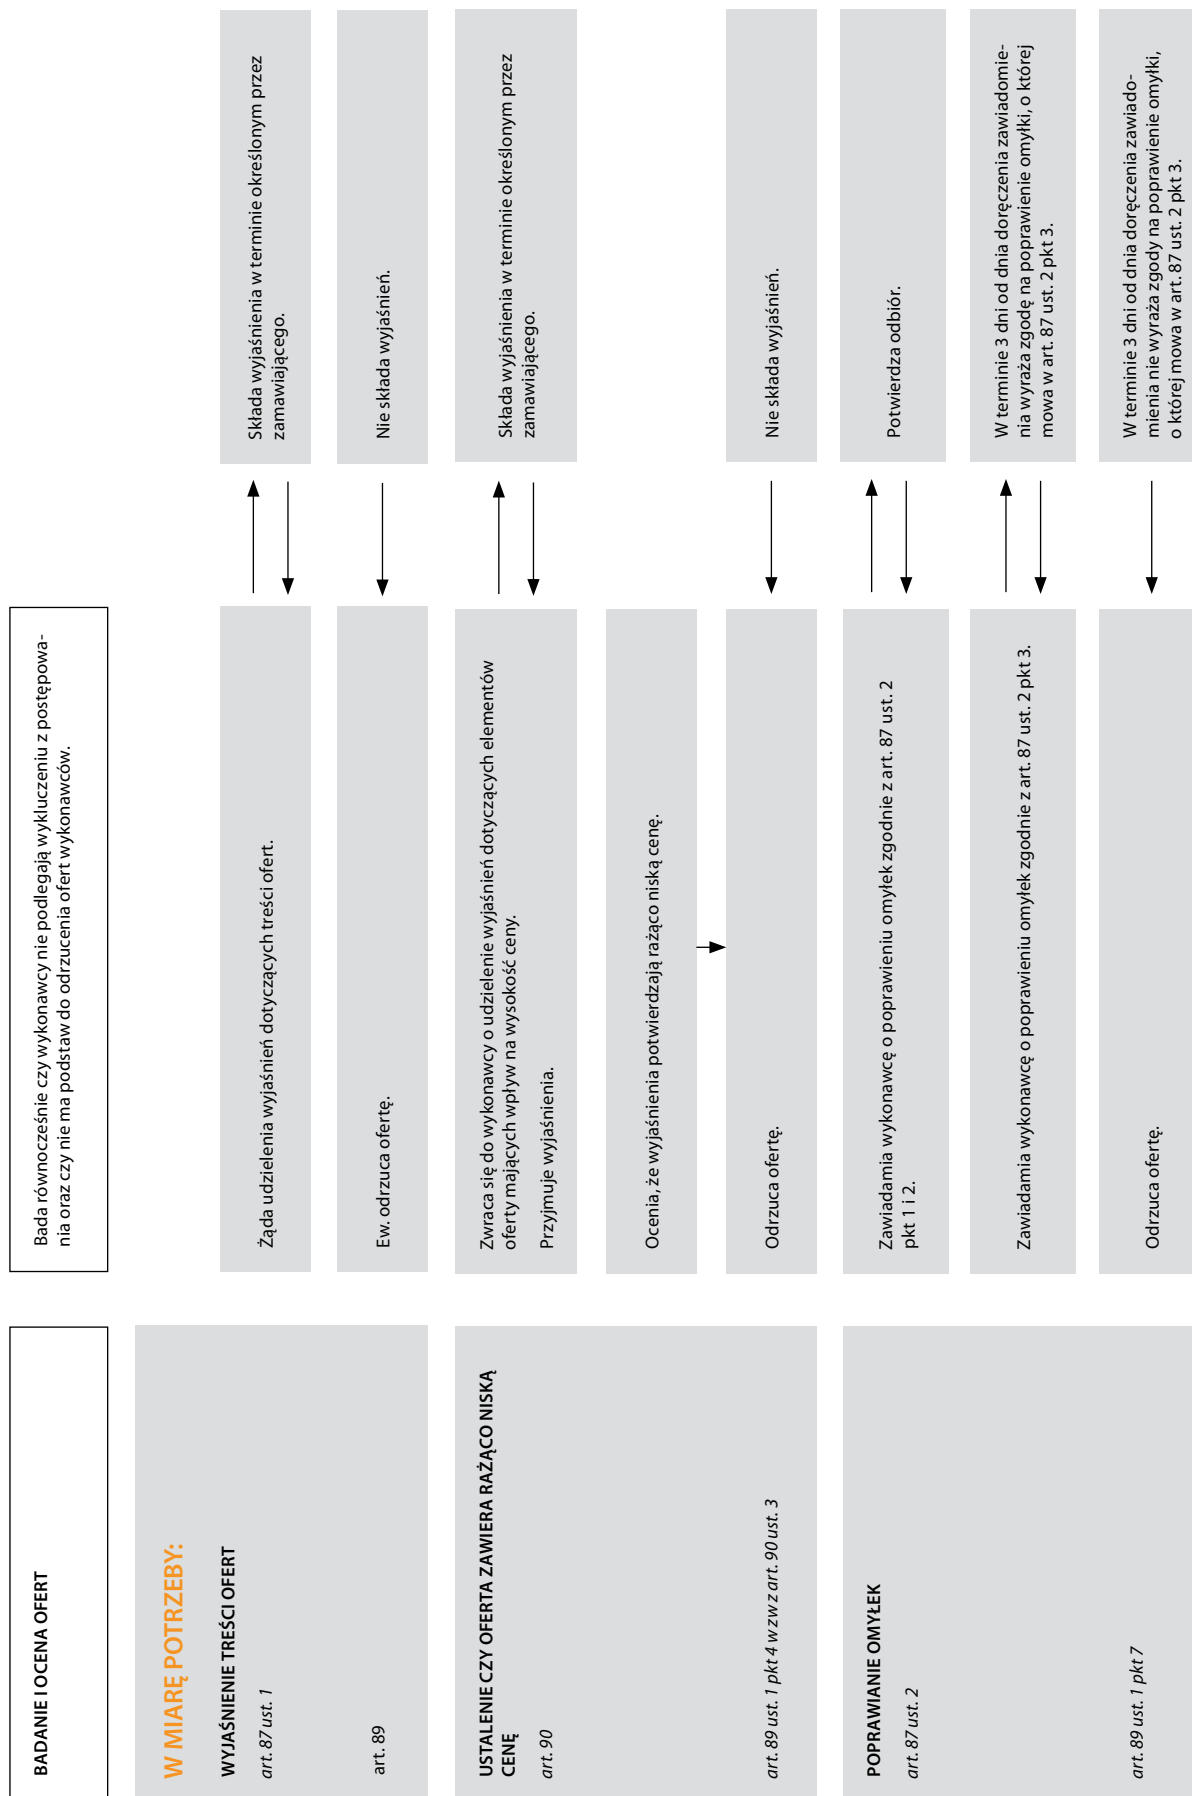 BADANIE I OCENA OFERT
Bada równocześnie czy wykonawcy nie podlegają wykluczeniu z postępowa-
nia oraz czy nie ma podstaw do odrzucenia ofert wykonawców.
W MIARĘ POTRZEBY:
WYJAŚNIENIE TREŚCI OFERT
art. 87 ust. 1
Żąda udzielenia wyjaśnień dotyczących treści ofert.
Składa wyjaśnienia w terminie określonym przez
zamawiającego.
art. 89
Ew. odrzuca ofertę.
Nie składa wyjaśnień.
USTALENIE CZY OFERTA ZAWIERA RAŻĄCO NISKĄ
CENĘ
art. 90
Zwraca się do wykonawcy o udzielenie wyjaśnień dotyczących elementów
oferty mających wpływ na wysokość ceny.
Przyjmuje wyjaśnienia.
Składa wyjaśnienia w terminie określonym przez
zamawiającego.
Ocenia, że wyjaśnienia potwierdzają rażąco niską cenę.
art. 89 ust. 1 pkt 4 w zw z art. 90 ust. 3
Odrzuca ofertę.
Nie składa wyjaśnień.
POPRAWIANIE OMYŁEK
art. 87 ust. 2
Zawiadamia wykonawcę o poprawieniu omyłek zgodnie z art. 87 ust. 2
pkt 1 i 2.
Potwierdza odbiór.
Zawiadamia wykonawcę o poprawieniu omyłek zgodnie z art. 87 ust. 2 pkt 3.
W terminie 3 dni od dnia doręczenia zawiadomie-
nia wyraża zgodę na poprawienie omyłki, o której
mowa w art. 87 ust. 2 pkt 3.
art. 89 ust. 1 pkt 7
Odrzuca ofertę.
W terminie 3 dni od dnia doręczenia zawiado-
mienia nie wyraża zgody na poprawienie omyłki,
o której mowa w art. 87 ust. 2 pkt 3.